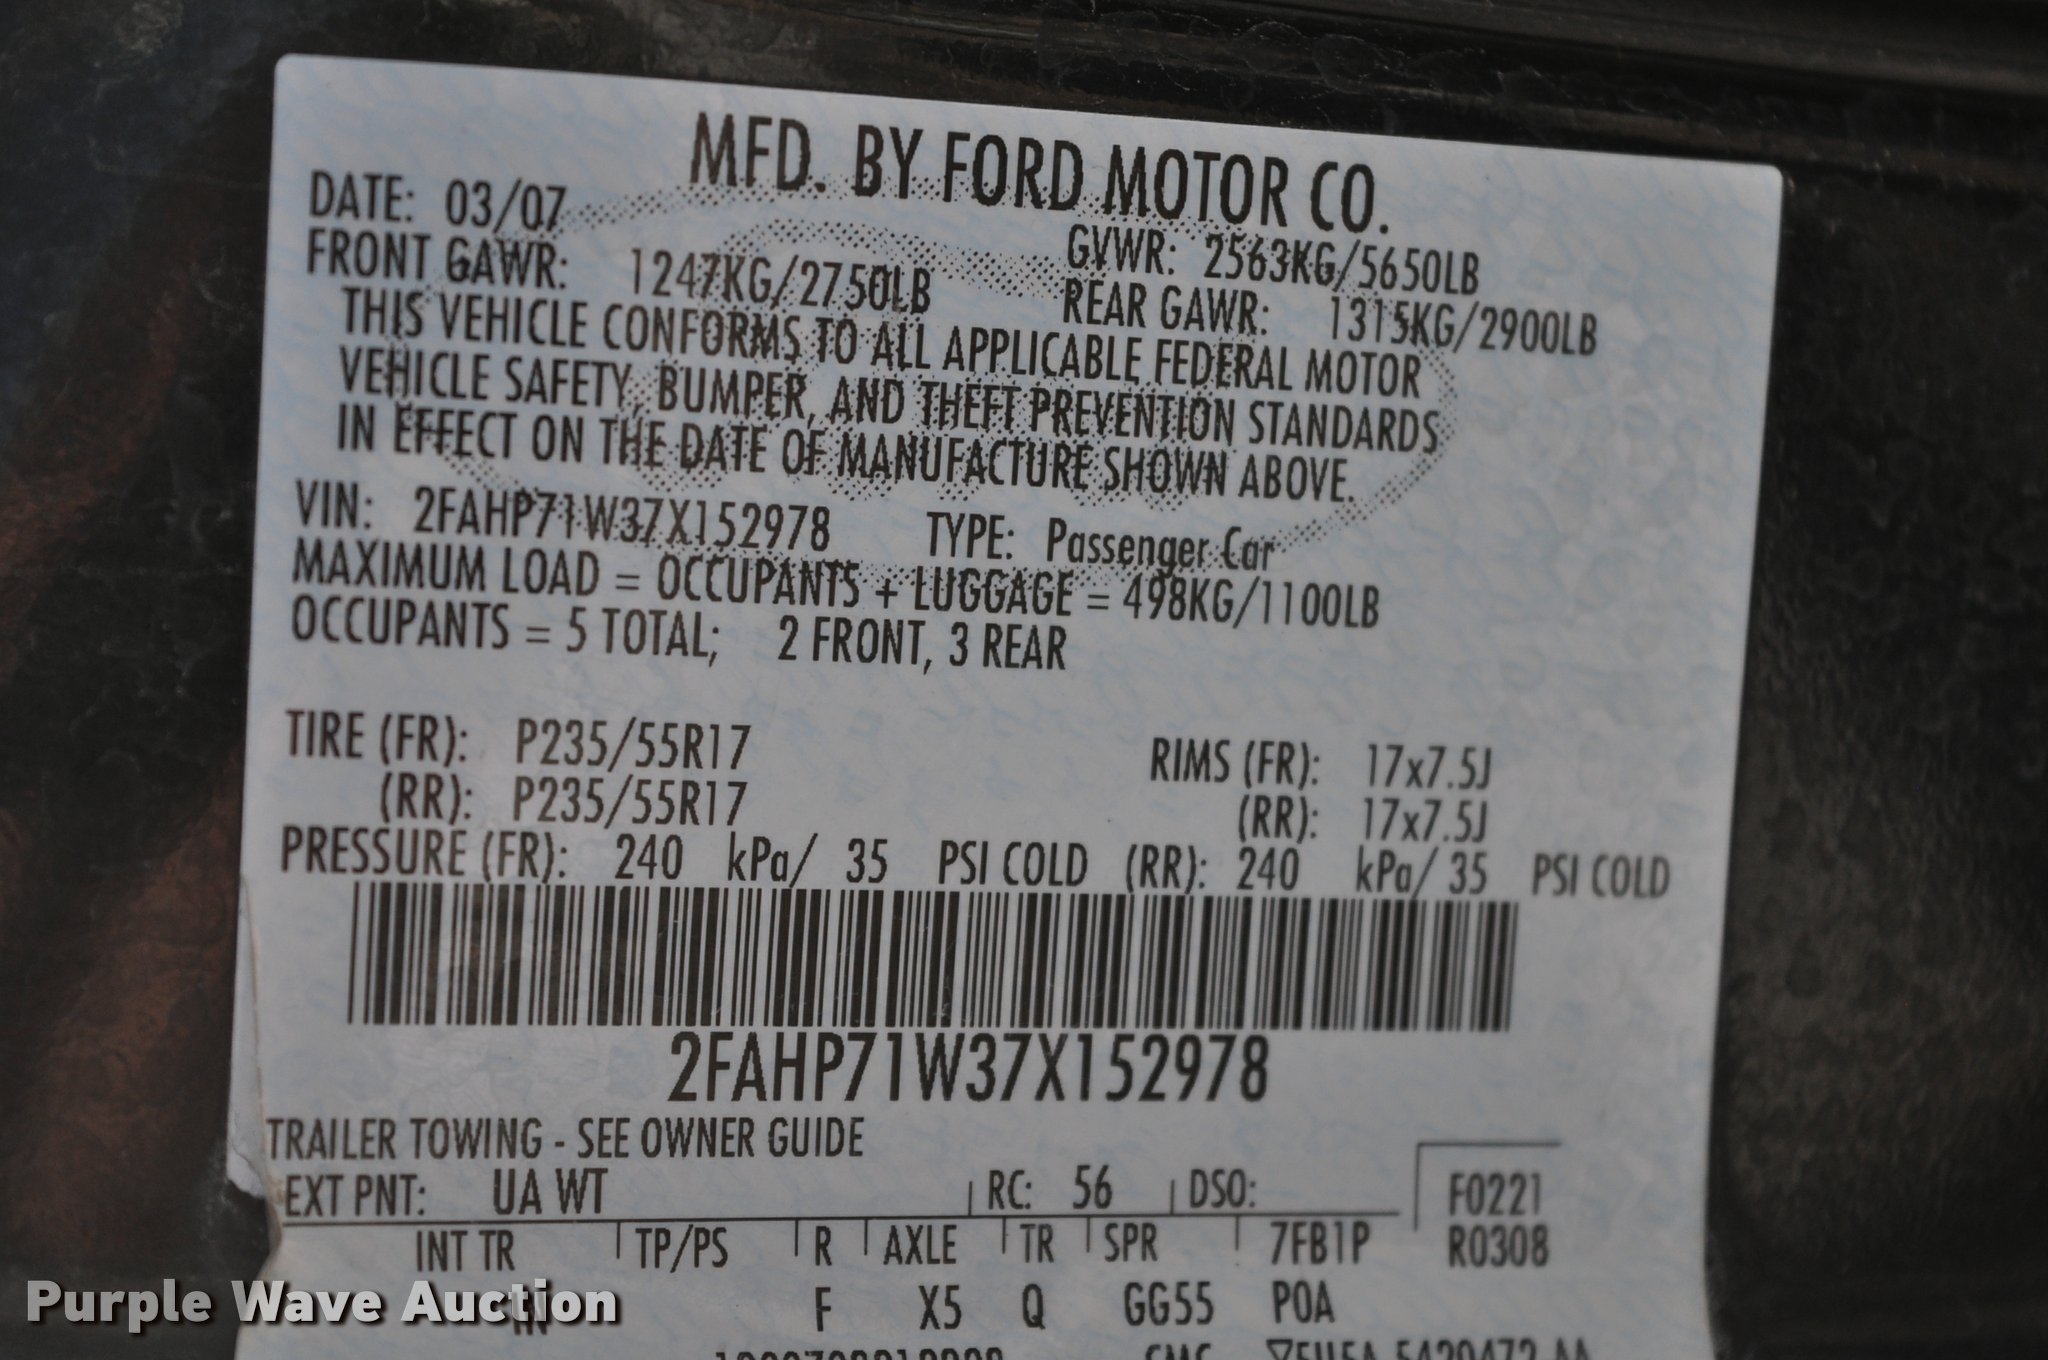 MFD. BY FORD MOTOR CO.
DATE: 03/07 GVWR: 2563KG/5650LB
FRONT GAWR: 1247KG/2750LB REAR GAWR: 1315KG/2900LB
THIS VEHICLE CONFORMS TO ALL APPLICABLE FEDERAL MOTOR
VEHICLE SAFETY, BUMPER, AND THEFT PREVENTION STANDARDS
IN EFFECT ON THE DATE OF MANUFACTURE SHOWN ABOVE.
VIN: 2FAHP71W37X152978 TYPE: Passenger Car
MAXIMUM LOAD = OCCUPANTS + LUGGAGE = 498KG/1100LB
OCCUPANTS = 5 TOTAL; 2 FRONT, 3 REAR
TIRE (FR): P235/55R17 RIMS (FR): 17x7.5J
(RR): P235/55R17 (RR): 17x7.5J
PRESSURE (FR): 240 kPa/ 35 PSI COLD (RR): 240 kPa/ 35 PSI COLD
2FAHP71W37X152978
TRAILER TOWING - SEE OWNER GUIDE
EXT PNT: UA WT RC: 56 DSO: F0221
INT TR TP/PS R AXLE TR SPR 7FB1P R0308
F X5 Q GG55 POA
Purple Wave Auction